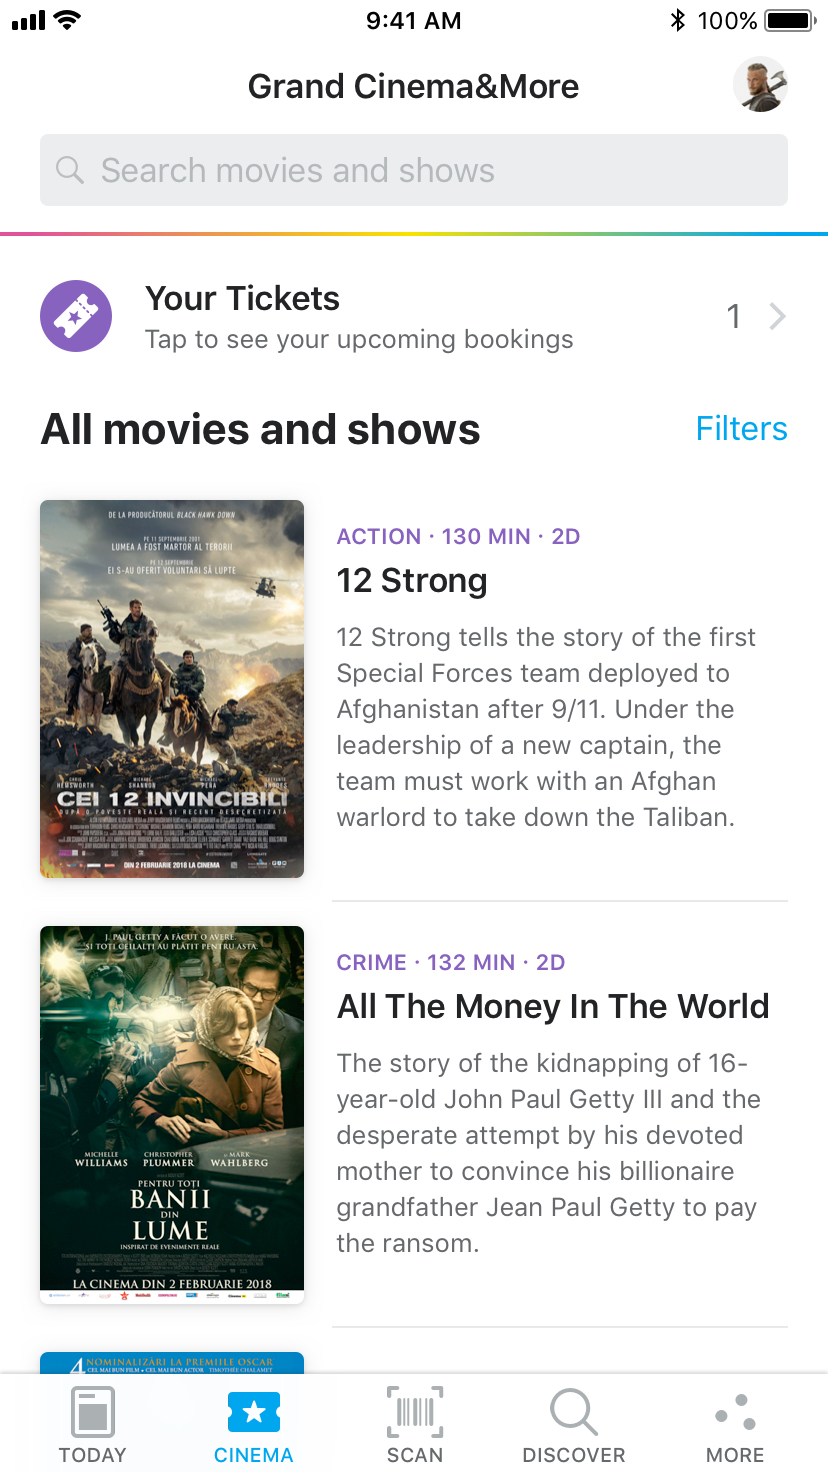 9:41 AM
100%
Grand Cinema&More
Search movies and shows
Your Tickets
Tap to see your upcoming bookings
1
All movies and shows
Filters
DE LA PRODUCĂTORUL BLACK HAWK DOWN
PE 11 SEPTEMBRIE 2001
LUMEA A FOST MARTOR AL TERORII
PE 12 SEPTEMBRIE
EI S-AU OFERIT VOLUNTARI SĂ LUPTE
CHRIS HEMSWORTH
MICHAEL SHANNON
MICHAEL PEÑA
CEI 12 INVINCIBILI
DUPĂ O POVESTE REALĂ ȘI RECENT DESECRETIZATĂ
DIN 2 FEBRUARIE 2018 LA CINEMA
ACTION · 130 MIN · 2D
12 Strong
12 Strong tells the story of the first
Special Forces team deployed to
Afghanistan after 9/11. Under the
leadership of a new captain, the
team must work with an Afghan
warlord to take down the Taliban.
J. PAUL GETTY A FĂCUT O AVERE.
ȘI TOȚI CEILALȚI AU PLĂTIT PENTRU ASTA.
MICHELLE WILLIAMS
CHRISTOPHER PLUMMER
MARK WAHLBERG
PENTRU TOȚI
BANII
DIN
LUME
INSPIRAT DE EVENIMENTE REALE
LA CINEMA DIN 2 FEBRUARIE 2018
CRIME · 132 MIN · 2D
All The Money In The World
The story of the kidnapping of 16-
year-old John Paul Getty III and the
desperate attempt by his devoted
mother to convince his billionaire
grandfather Jean Paul Getty to pay
the ransom.
4 NOMINALIZĂRI LA PREMIILE OSCAR
CEL MAI BUN FILM • CEL MAI BUN ACTOR TIMOTHÉE CHALAMET
TODAY
CINEMA
SCAN
DISCOVER
MORE